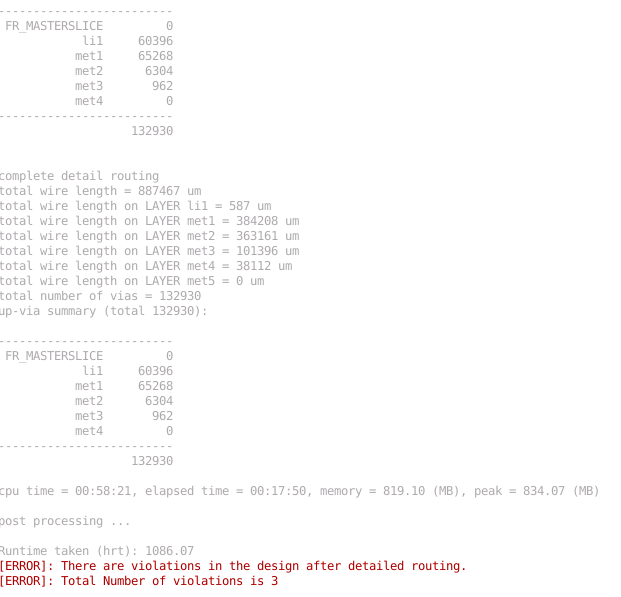 ------------------------
FR_MASTERSLICE 0
li1 60396
met1 65268
met2 6304
met3 962
met4 0
------------------------
132930
complete detail routing
total wire length = 887467 um
total wire length on LAYER li1 = 587 um
total wire length on LAYER met1 = 384208 um
total wire length on LAYER met2 = 363161 um
total wire length on LAYER met3 = 101396 um
total wire length on LAYER met4 = 38112 um
total wire length on LAYER met5 = 0 um
total number of vias = 132930
up-via summary (total 132930):
------------------------
FR_MASTERSLICE 0
li1 60396
met1 65268
met2 6304
met3 962
met4 0
------------------------
132930
cpu time = 00:58:21, elapsed time = 00:17:50, memory = 819.10 (MB), peak = 834.07 (MB)
post processing ...
Runtime taken (hrt): 1086.07
[ERROR]: There are violations in the design after detailed routing.
[ERROR]: Total Number of violations is 3